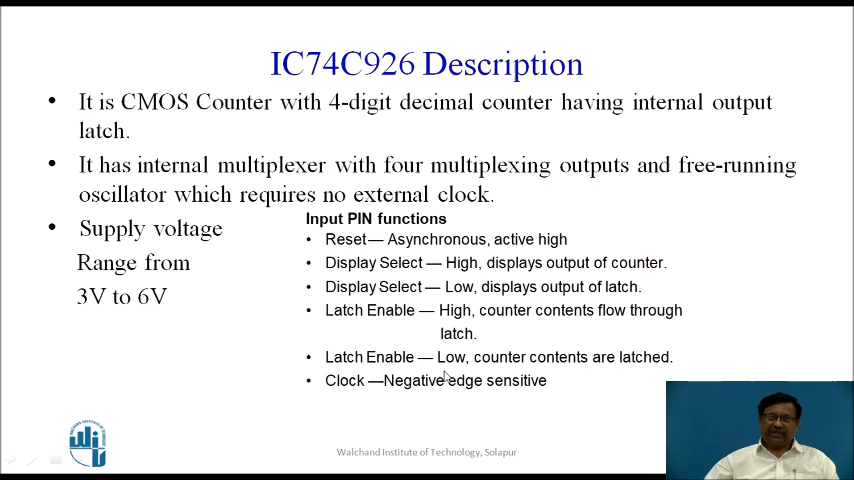 IC74C926 Description
• It is CMOS Counter with 4-digit decimal counter having internal output
latch.
• It has internal multiplexer with four multiplexing outputs and free-running
oscillator which requires no external clock.
• Supply voltage
Range from
3V to 6V
Input PIN functions
• Reset — Asynchronous, active high
• Display Select — High, displays output of counter.
• Display Select — Low, displays output of latch.
• Latch Enable — High, counter contents flow through
latch.
• Latch Enable — Low, counter contents are latched.
• Clock —Negative edge sensitive
Walchand Institute of Technology, Solapur